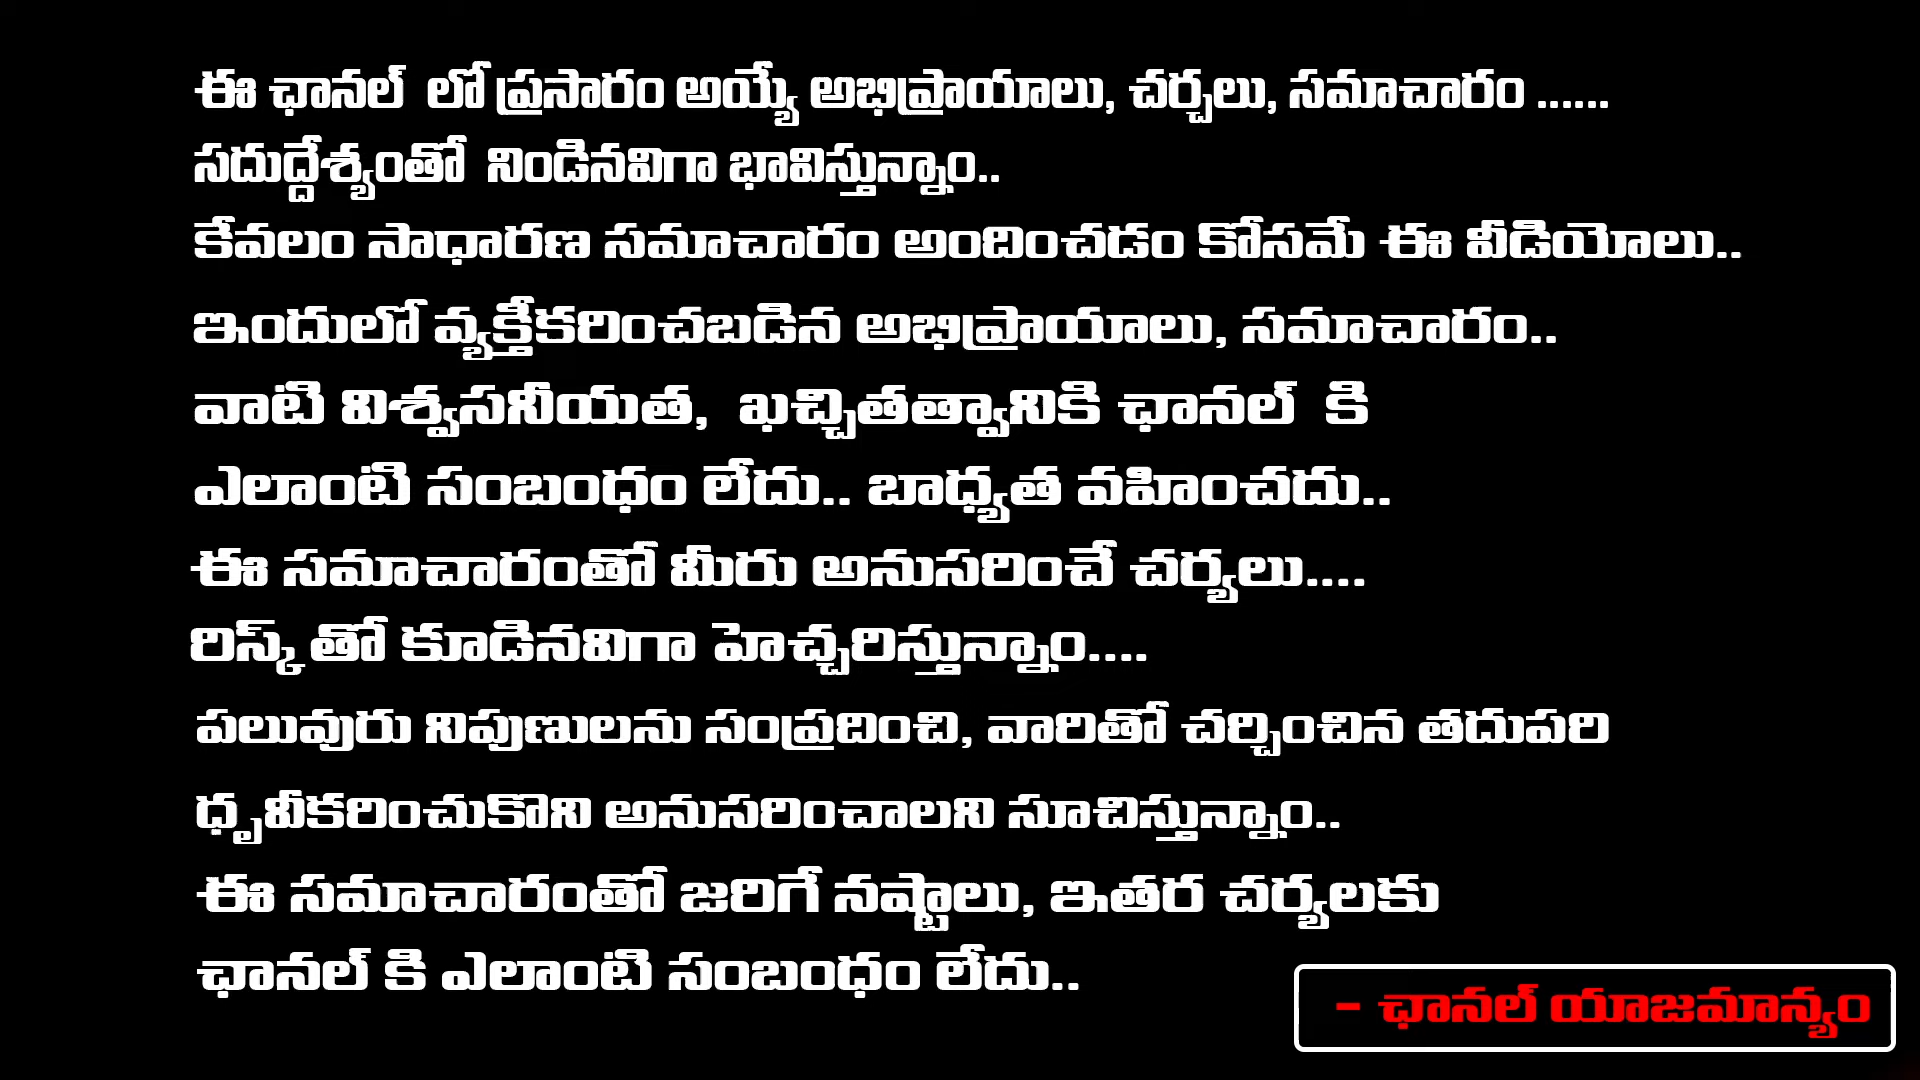 ఈ ఛానల్ లో ప్రసారం అయ్యే అభిప్రాయాలు, చర్చలు, సమాచారం ......
సదుద్దేశ్యంతో నిండినవిగా భావిస్తున్నాం..
కేవలం సాధారణ సమాచారం అందించడం కోసమే ఈ వీడియోలు..
ఇందులో వ్యక్తీకరించబడిన అభిప్రాయాలు, సమాచారం..
వాటి విశ్వసనీయత, ఖచ్చితత్వానికి ఛానల్ కి
ఎలాంటి సంబంధం లేదు.. బాధ్యత వహించదు..
ఈ సమాచారంతో మీరు అనుసరించే చర్యలు....
రిస్క్ తో కూడినవిగా హెచ్చరిస్తున్నాం....
పలువురు నిపుణులను సంప్రదించి, వారితో చర్చించిన తదుపరి
ధృవీకరించుకొని అనుసరించాలని సూచిస్తున్నాం..
ఈ సమాచారంతో జరిగే నష్టాలు, ఇతర చర్యలకు
ఛానల్ కి ఎలాంటి సంబంధం లేదు..
- ఛానల్ యాజమాన్యం